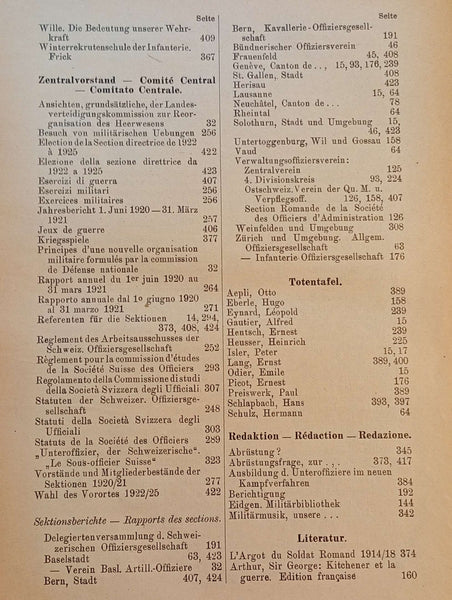 Seite
Wille. Die Bedeutung unserer Wehr-
kraft 409
Winterrekrutenschule der Infanterie.
Frick 367
Zentralvorstand — Comité Central
— Comitato Centrale.
Ansichten, grundsätzliche, der Landes-
verteidigungskommission zur Reor-
ganisation des Heerwesens 32
Besuch von militärischen Uebungen 256
Election de la Section directrice de 1922
à 1925 422
Elezione della sezione direttrice da
1922 a 1925 423
Esercizi di guerra 407
Esercizi militari 256
Exercices militaires 256
Jahresbericht 1. Juni 1920 — 31. März
1921 257
Jeux de guerre 406
Kriegsspiele 377
Principes d'une nouvelle organisation
militaire formulés par la commission
de Défense nationale 32
Rapport annuel du 1er juin 1920 au
31 mars 1921 264
Rapporto annuale dal 1o giugno 1920
al 31 marzo 1921 271
Referenten für die Sektionen 14, 294,
373, 408, 424
Reglement des Arbeitsausschusses der
Schweiz. Offiziersgesellschaft 252
Règlement pour la commission d'études
de la Société Suisse des Officiers 293
Regolamento della Commissione di studi
della Società Svizzera degli Ufficiali 307
Statuten der Schweizer. Offiziersge-
sellschaft 248
Statuti della Società Svizzera degli
Ufficiali 303
Statuts de la Société des Officiers 289
„Unteroffizier, der Schweizerische".
„Le Sous-officier Suisse" 323
Vorstände und Mitgliederbestände der
Sektionen 1920/21 277
Wahl des Vorortes 1922/25 422
Sektionsberichte — Rapports des sections.
Delegiertenversammlung d. Schwei-
zerischen Offiziersgesellschaft 191
Baselstadt 63, 423
— Verein Basl. Artill.-Offiziere 32
Bern, Stadt 407, 424
Seite
Bern, Kavallerie-Offiziersgesell-
schaft 191
Bündnerischer Offiziersverein 46
Frauenfeld 45, 408
Genève, Canton de . ., 15, 93, 176, 239
St. Gallen, Stadt 408
Herisau 423
Lausanne 15, 64
Neuchâtel, Canton de . . . 78
Rheintal 64
Solothurn, Stadt und Umgebung 15,
46, 423
Untertoggenburg, Wil und Gossau 158
Vaud 64
Verwaltungsoffiziersverein:
Zentralverein 125
4. Divisionskreis 93, 224
Ostschweiz. Verein der Qu. M. u.
Verpflegsoff. 126, 158, 407
Section Romande de la Société
des Officiers d'Administration 126
Weinfelden und Umgebung 308
Zürich und Umgebung. Allgem.
Offiziersgesellschaft 63
— Infanterie Offiziersgesellschaft 176
Totentafel.
Aepli, Otto 389
Eberle, Hugo 158
Eynard, Léopold 239
Gautier, Alfred 15
Hentsch, Ernest 239
Heusser, Heinrich 225
Isler, Peter 15, 17
Lang, Ernst 389, 400
Odier, Emile 15
Picot, Ernest 176
Preiswerk, Paul 389
Schlapbach, Hans 393, 397
Schulz, Hermann 64
Redaktion — Rédaction — Redazione.
Abrüstung ? 345
Abrüstungsfrage, zur . . . 373, 417
Ausbildung d. Unteroffiziere im neuen
Kampfverfahren 384
Berichtigung 192
Eidgen. Militärbibliothek 144
Militärmusik, unsere . . . 342
Literatur.
L'Argot du Soldat Romand 1914/18 374
Arthur, Sir George: Kitchener et la
guerre. Edition française 160